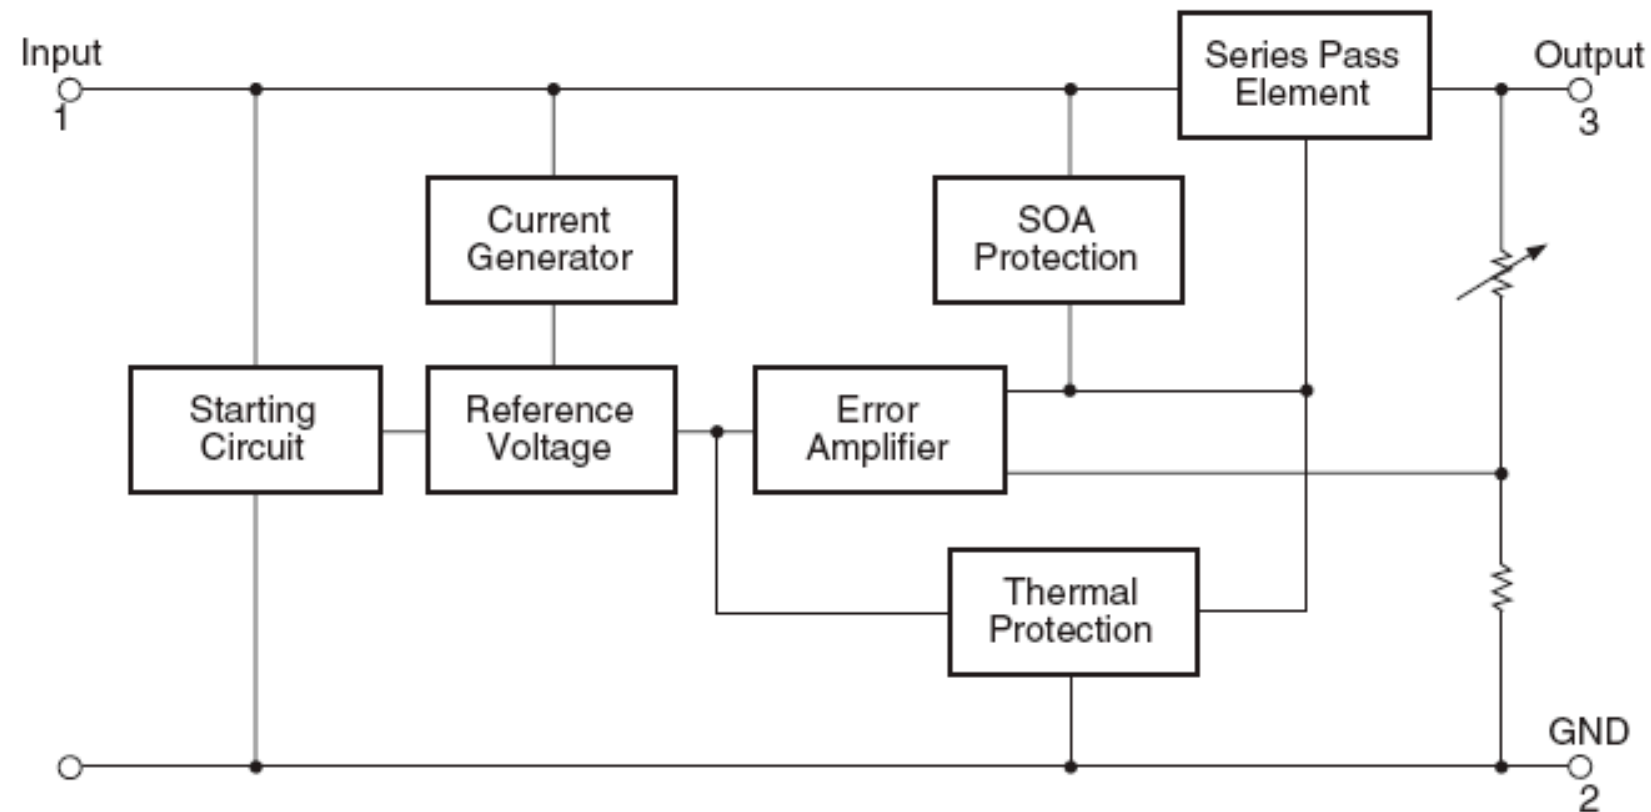 Input
1
Series Pass
Element
Output
3
Current
Generator
SOA
Protection
Starting
Circuit
Reference
Voltage
Error
Amplifier
Thermal
Protection
GND
2